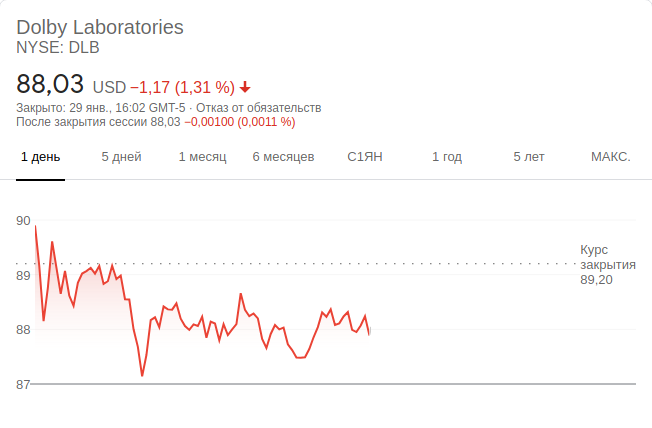 Dolby Laboratories
NYSE: DLB
88,03 USD −1,17 (1,31 %)
Закрыто: 29 янв., 16:02 GMT-5 · Отказ от обязательств
После закрытия сессии 88,03 −0,00100 (0,0011 %)
1 день 5 дней 1 месяц 6 месяцев С1ЯН 1 год 5 лет МАКС.
90
Курс
закрытия
89,20
89
88
87